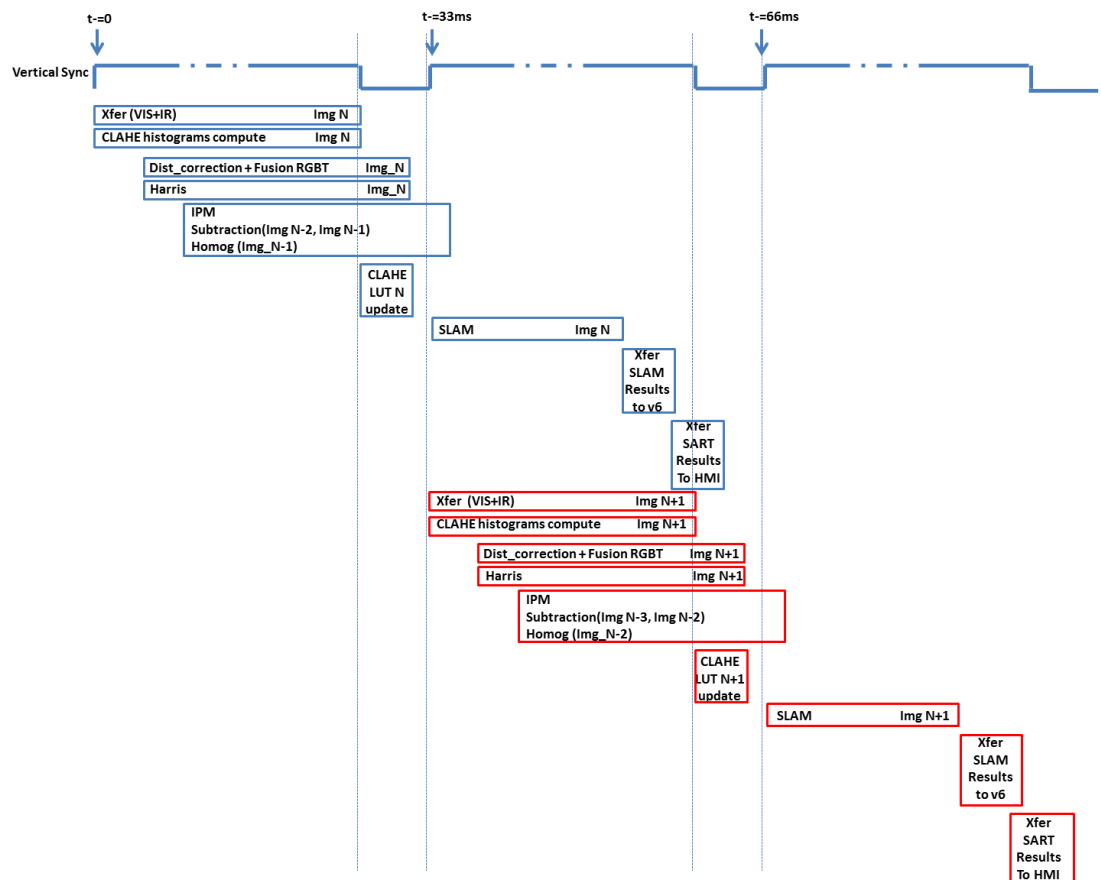 t-=0
t-=33ms
t-=66ms
Vertical Sync
Xfer (VIS+IR) Img N
CLAHE histograms compute Img N
Dist_correction + Fusion RGBT Img_N
Harris Img_N
IPM
Subtraction(Img N-2, Img N-1)
Homog (Img_N-1)
CLAHE
LUT N
update
SLAM Img N
Xfer
SLAM
Results
to v6
Xfer
SART
Results
To HMI
Xfer (VIS+IR) Img N+1
CLAHE histograms compute Img N+1
Dist_correction + Fusion RGBT Img N+1
Harris Img N+1
IPM
Subtraction(Img N-3, Img N-2)
Homog (Img_N-2)
CLAHE
LUT N+1
update
SLAM Img N+1
Xfer
SLAM
Results
to v6
Xfer
SART
Results
To HMI